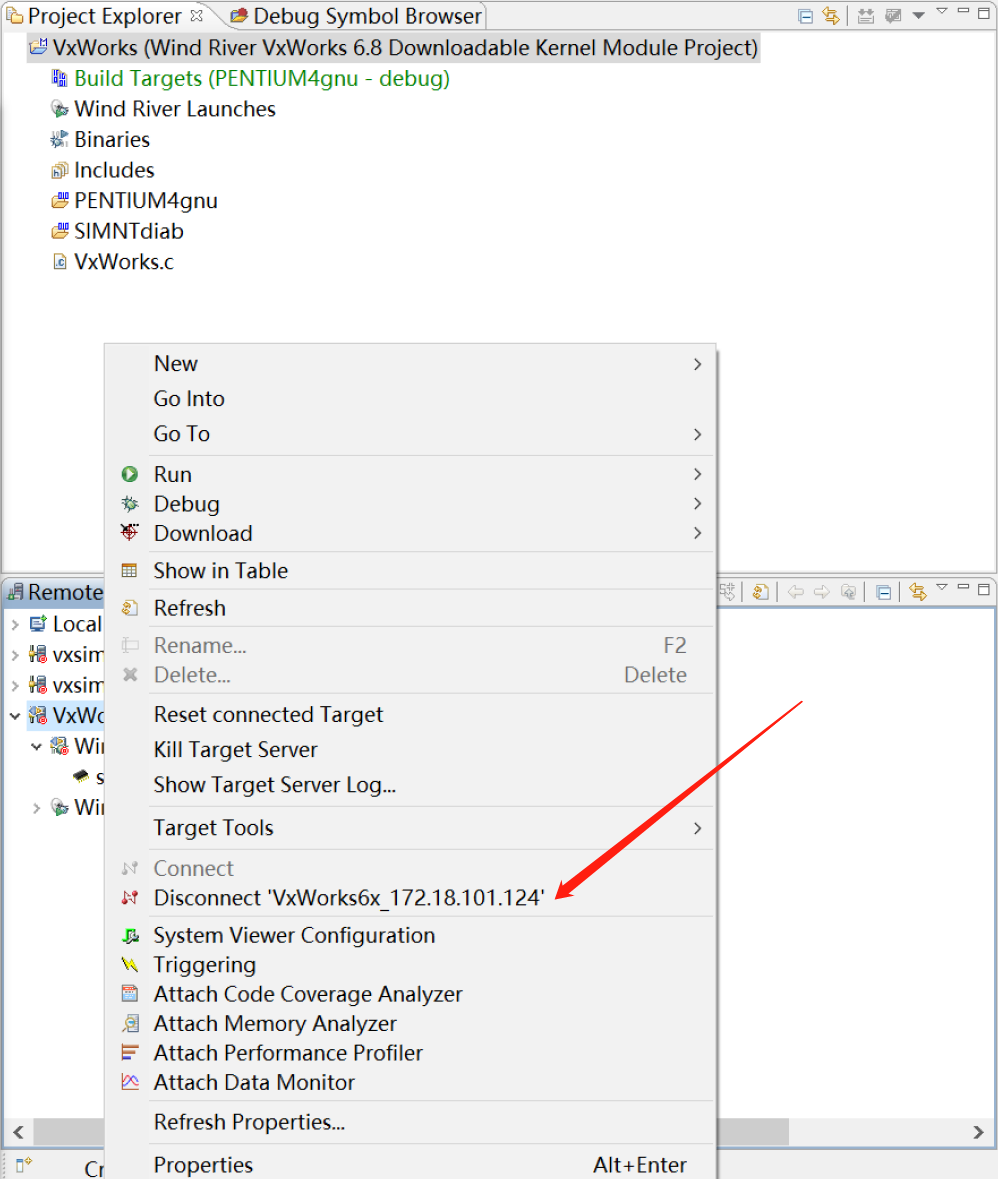 Project Explorer Debug Symbol Browser
VxWorks (Wind River VxWorks 6.8 Downloadable Kernel Module Project)
Build Targets (PENTIUM4gnu - debug)
Wind River Launches
Binaries
Includes
PENTIUM4gnu
SIMNTdiab
VxWorks.c
New
Go Into
Go To
Run
Debug
Download
Show in Table
Remote
Refresh
Local
vxsim
Rename... F2
vxsim
Delete... Delete
VxWo
Reset connected Target
Win
Kill Target Server
s
Show Target Server Log...
Win
Target Tools
Connect
Disconnect 'VxWorks6x_172.18.101.124'
System Viewer Configuration
Triggering
Attach Code Coverage Analyzer
Attach Memory Analyzer
Attach Performance Profiler
Attach Data Monitor
Refresh Properties...
Properties Alt+Enter
Cr